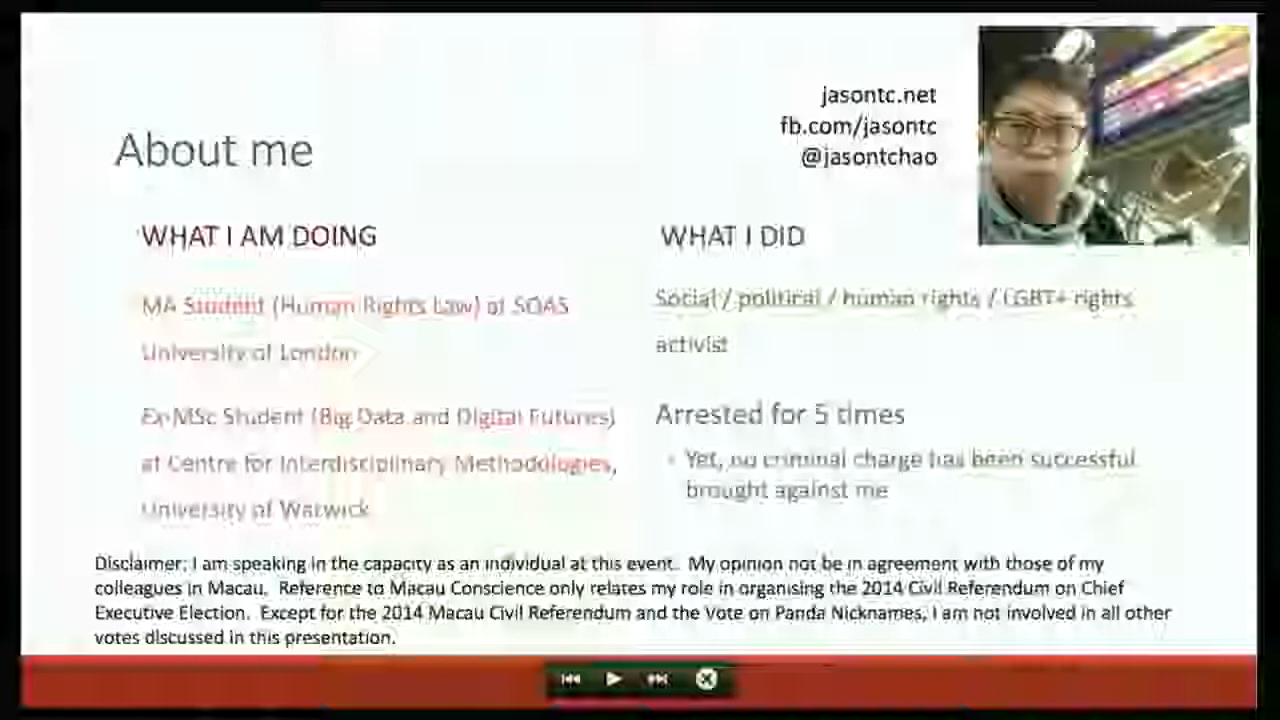 jasontc.net
fb.com/jasontc
@jasontchao
About me
WHAT I AM DOING
MA Student (Human Rights Law) at SOAS
University of London
Ex-MSc Student (Big Data and Digital Futures)
at Centre for Interdisciplinary Methodologies,
University of Warwick
WHAT I DID
Social / political / human rights / LGBT+ rights
activist
Arrested for 5 times
Yet, no criminal charge has been successful
brought against me
Disclaimer: I am speaking in the capacity as an individual at this event. My opinion not be in agreement with those of my
colleagues in Macau. Reference to Macau Conscience only relates my role in organising the 2014 Civil Referendum on Chief
Executive Election. Except for the 2014 Macau Civil Referendum and the Vote on Panda Nicknames, I am not involved in all other
votes discussed in this presentation.